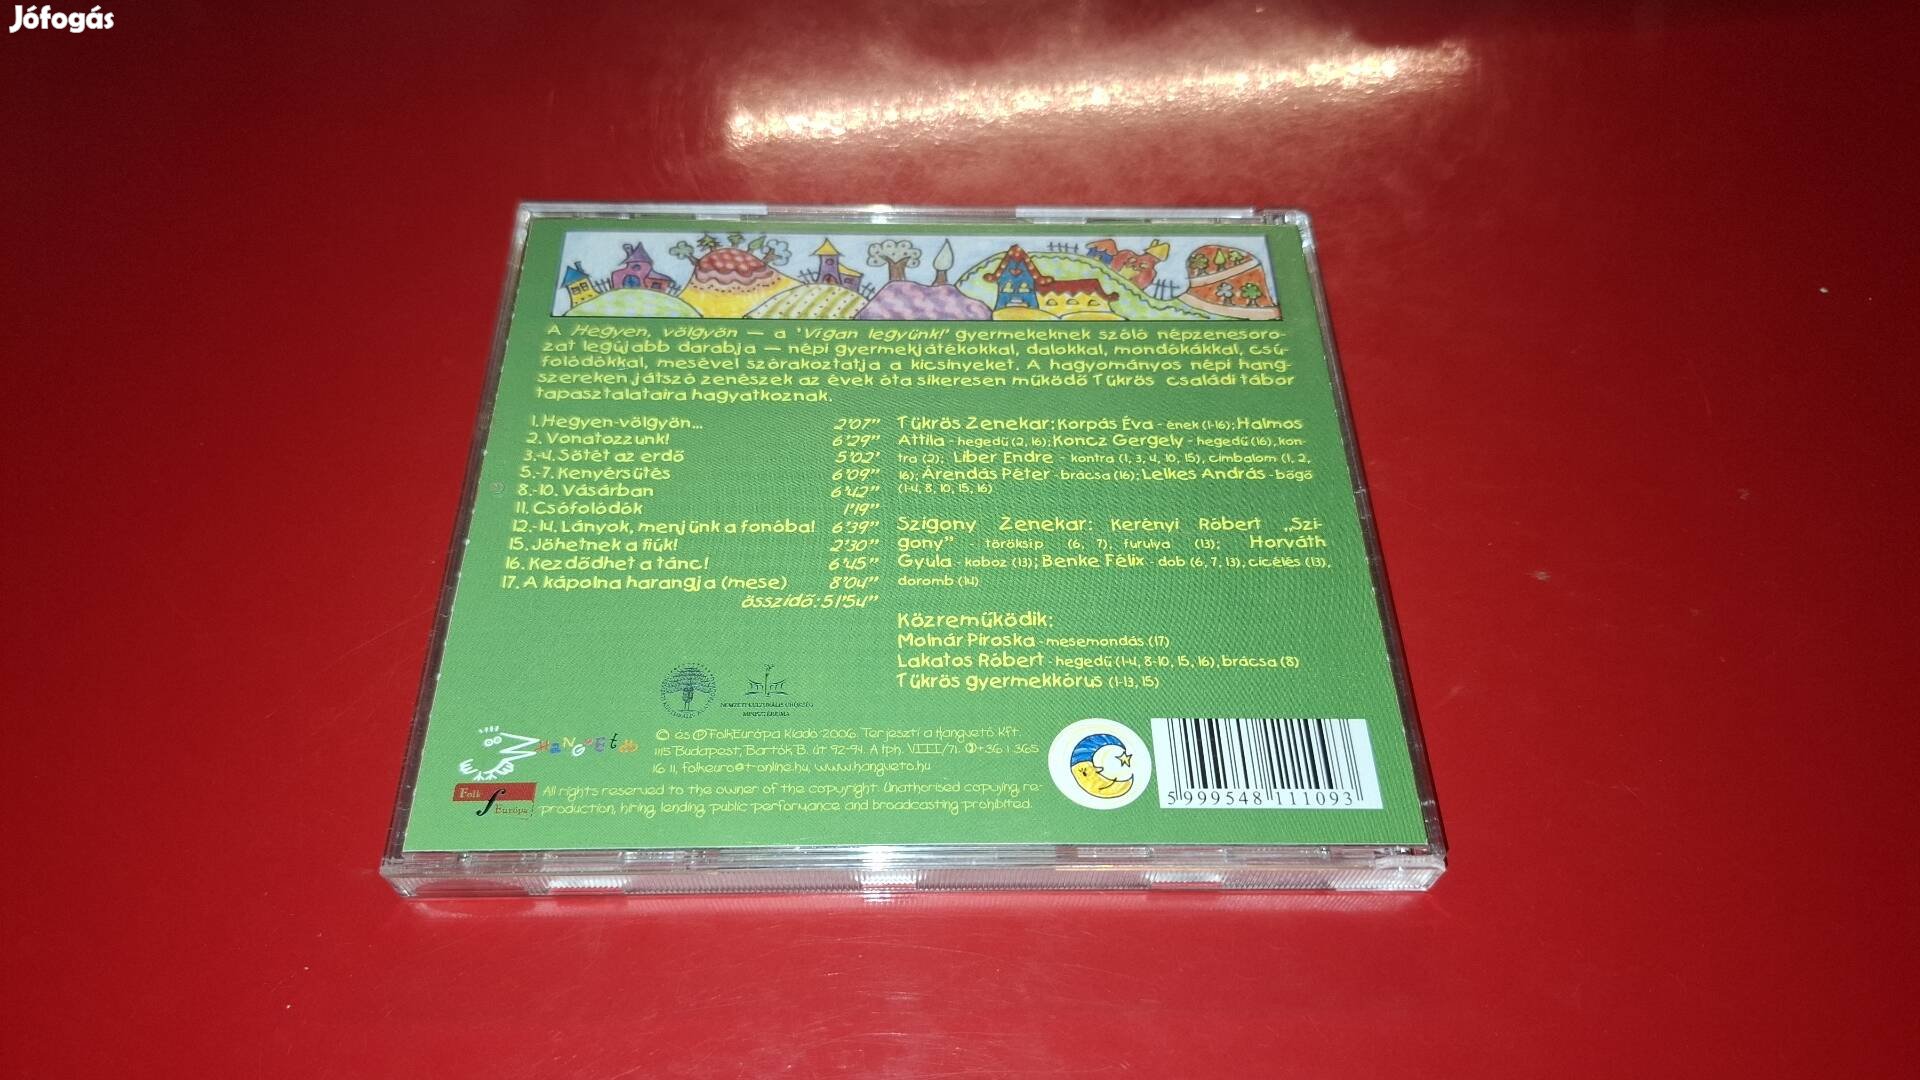 Jófogás
A Hegyen, völgyön – a 'Vígan legyünk!' gyermekeknek szóló népzenesoro-
zat legújabb darabja – népi gyermekjátékokkal, dalokkal, mondókákkal, csú-
folódókkal, mesével szórakoztatja a kicsinyeket. A hagyományos népi hang-
szereken játszó zenészek az évek óta sikeresen működő Tükrös családi tábor
tapasztalataira hagyatkoznak.
1. Hegyen-völgyön... 2'07"
2. Vonatozzunk! 6'29"
3.-4. Sötét az erdő 5'02'
5.-7. Kenyérsütés 6'09"
8.-10. Vásárban 6'42"
11. Csófolódók 1'19"
12.-14. Lányok, menjünk a fonóba! 6'39"
15. Jöhetnek a fiúk! 2'30"
16. Kezdődhet a tánc! 6'45"
17. A kápolna harangja (mese) 8'04"
összidő: 51'54"
Tükrös Zenekar: Korpás Éva - ének (1-16); Halmos
Attila - hegedű (2, 16); Koncz Gergely - hegedű (16), kon-
tra (2); Liber Endre - kontra (1, 3, 4, 10, 15), cimbalom (1, 2,
16); Árendás Péter - brácsa (16); Lelkes András - bőgő
(1-4, 8, 10, 15, 16)
Szigony Zenekar: Kerényi Róbert „Szi-
gony" - töröksíp (6, 7), furulya (13); Horváth
Gyula - koboz (13); Benke Félix - dob (6, 7, 13), cicélés (13),
doromb (14)
Közreműködik:
Molnár Piroska - mesemondás (17)
Lakatos Róbert - hegedű (1-4, 8-10, 15, 16), brácsa (8)
Tükrös gyermekkórus (1-13, 15)
NEMZETI KULTURÁLIS ÖRÖKSÉG
MINISZTÉRIUMA
HaNGvEtő
© és ℗ FolkEurópa Kiadó 2006. Terjeszti a Hangvető Kft.
1115 Budapest, Bartók B. út 92-94. A lph. VIII/71. +36 1 365
16 11, folkeuro@t-online.hu, www.hangveto.hu
Folk Európa
All rights reserved to the owner of the copyright. Unauthorised copying, re-
production, hiring, lending, public performance and broadcasting prohibited.
5 999548 111093